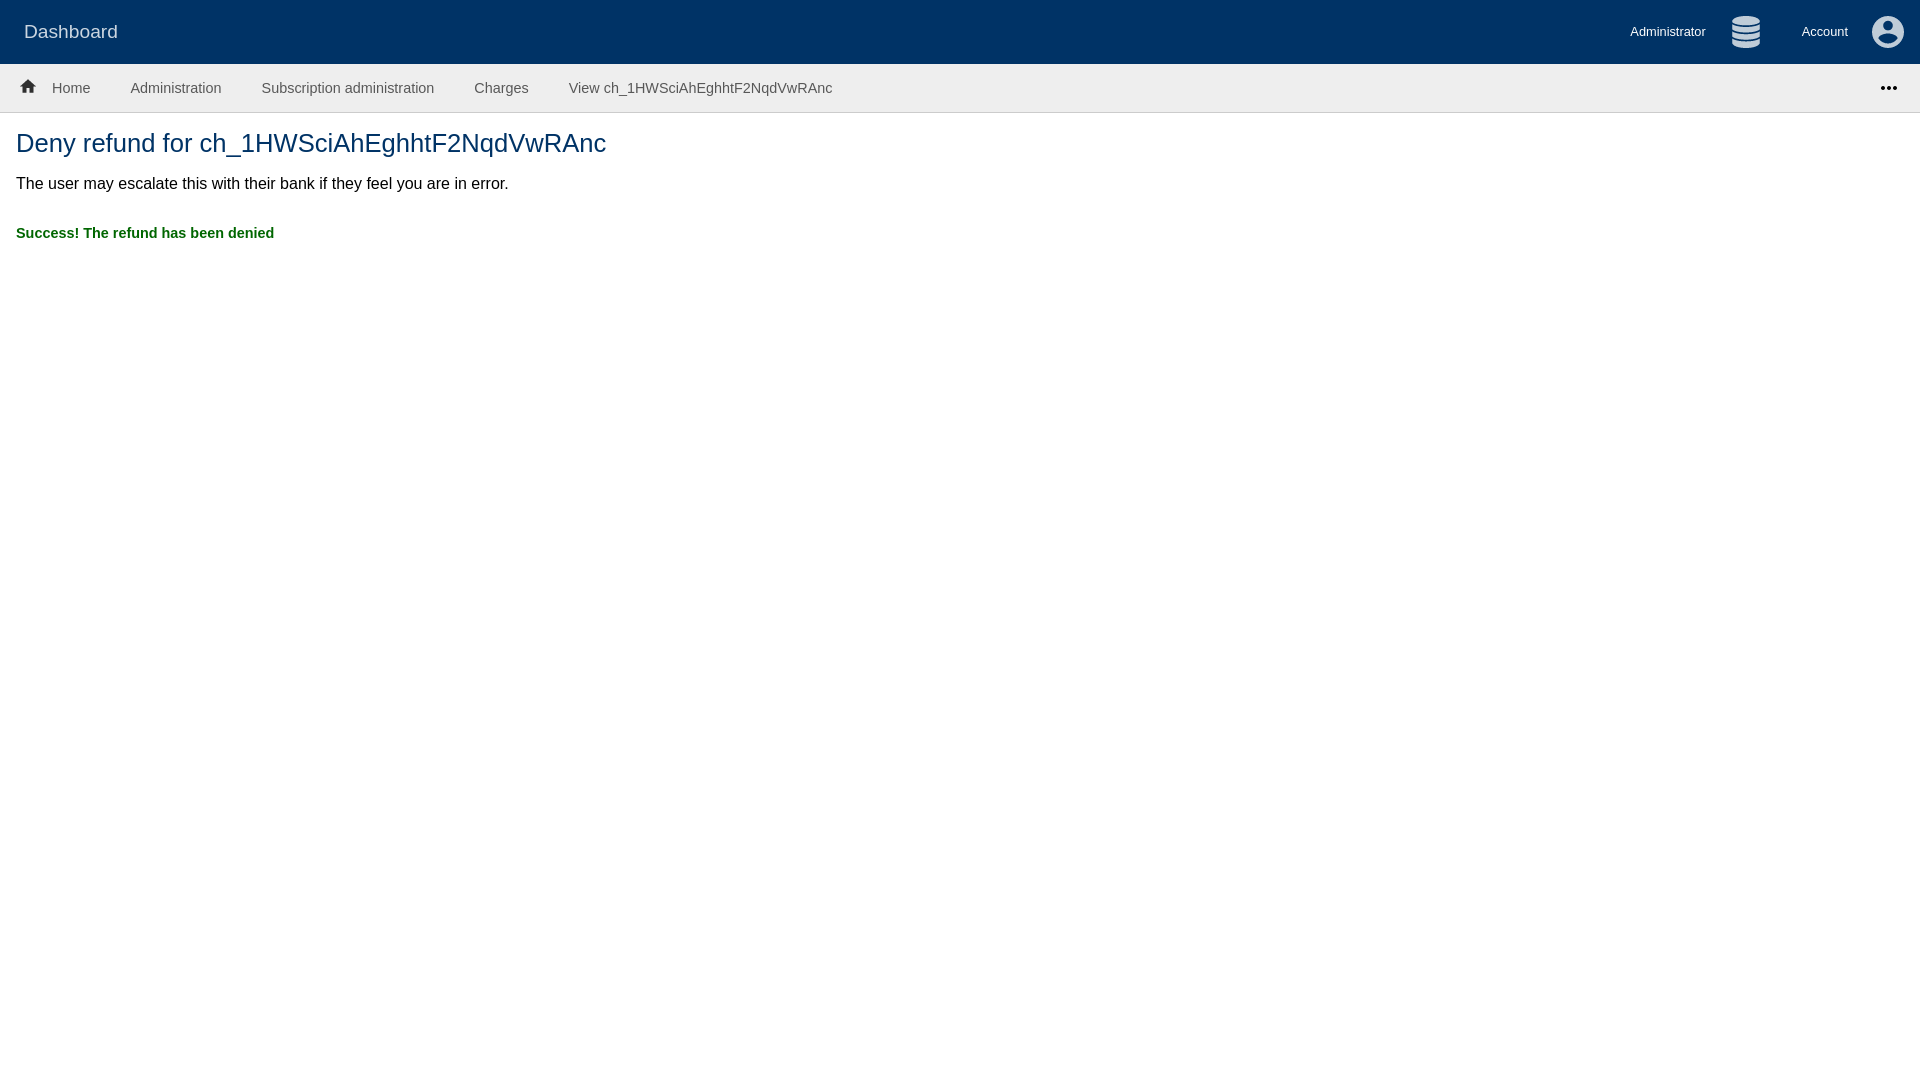 Dashboard
Administrator
Account
Home
Administration
Subscription administration
Charges
View ch_1HWSciAhEghhtF2NqdVwRAnc
Deny refund for ch_1HWSciAhEghhtF2NqdVwRAnc
The user may escalate this with their bank if they feel you are in error.
Success! The refund has been denied